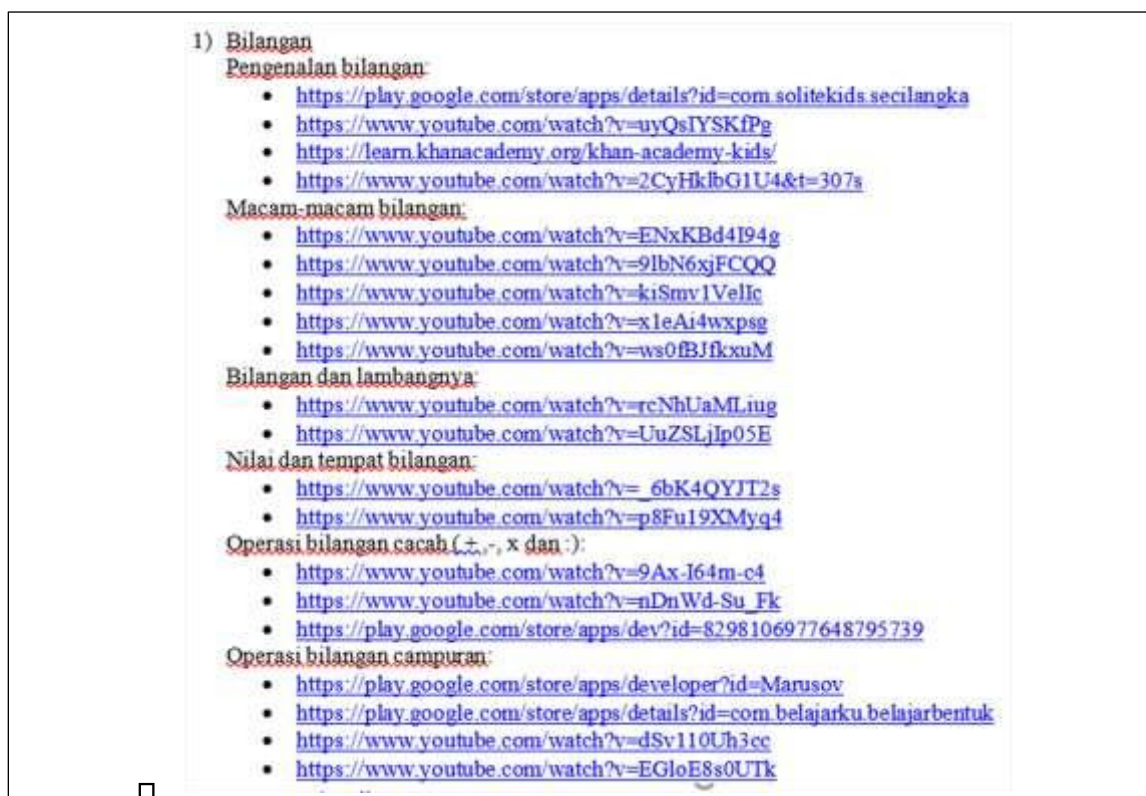 1) Bilangan
Pengenalan bilangan:
• https://play.google.com/store/apps/details?id=com.solitekids.secilangka
• https://www.youtube.com/watch?v=uyQsIYSKfPg
• https://learn.khanacademy.org/khan-academy-kids/
• https://www.youtube.com/watch?v=2CyHkIbG1U4&t=307s
Macam-macam bilangan:
• https://www.youtube.com/watch?v=ENxKBd4I94g
• https://www.youtube.com/watch?v=9IbN6xjFCQQ
• https://www.youtube.com/watch?v=kiSmv1VelIc
• https://www.youtube.com/watch?v=x1eAi4wxpsg
• https://www.youtube.com/watch?v=ws0fBJfkxuM
Bilangan dan lambangnya:
• https://www.youtube.com/watch?v=rcNhUaMLiug
• https://www.youtube.com/watch?v=UuZSLjIp05E
Nilai dan tempat bilangan:
• https://www.youtube.com/watch?v=_6bK4QYJT2s
• https://www.youtube.com/watch?v=p8Fu19XMyq4
Operasi bilangan cacah ( + ,-, x dan :):
• https://www.youtube.com/watch?v=9Ax-I64m-c4
• https://www.youtube.com/watch?v=nDnWd-Su_Fk
• https://play.google.com/store/apps/dev?id=8298106977648795739
Operasi bilangan campuran:
• https://play.google.com/store/apps/developer?id=Marusov
• https://play.google.com/store/apps/details?id=com.belajarku.belajarbentuk
• https://www.youtube.com/watch?v=dSv110Uh3cc
• https://www.youtube.com/watch?v=EGloE8s0UTk